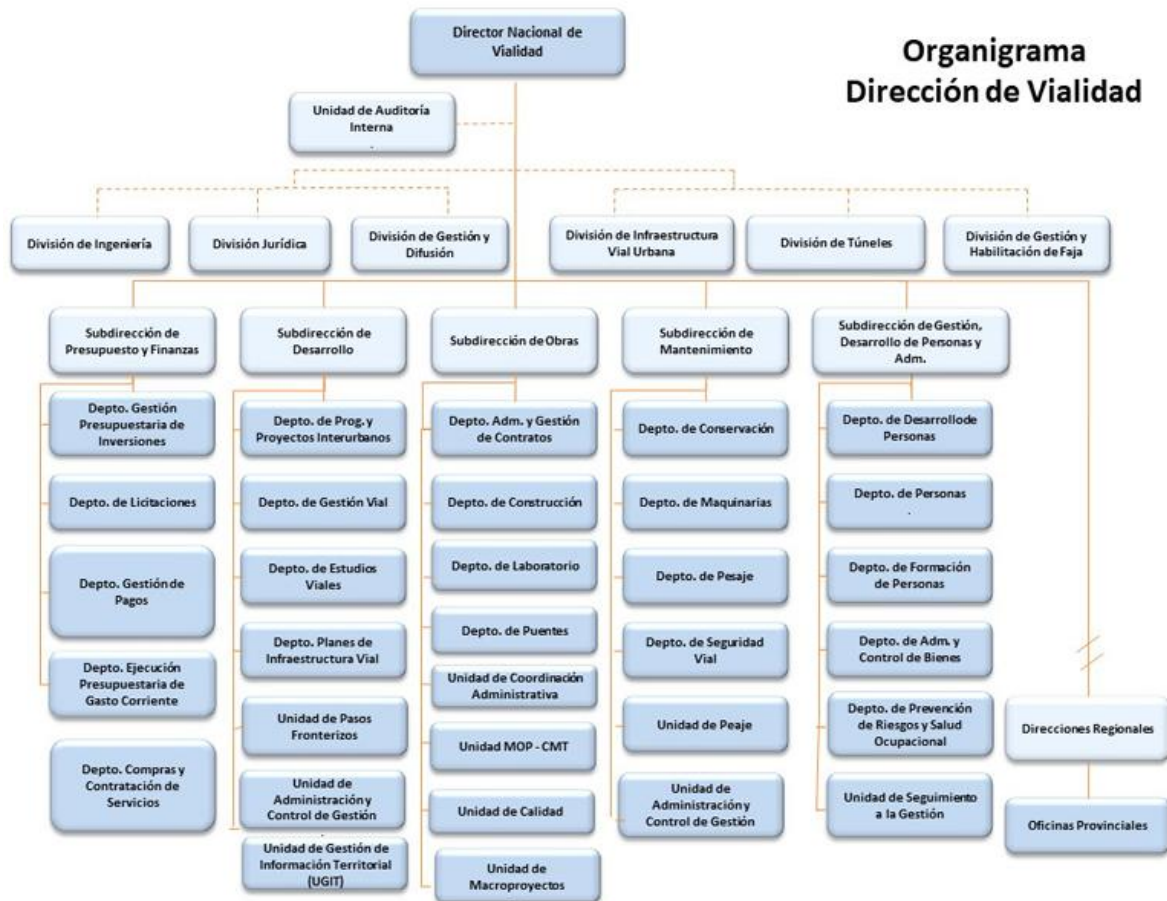 Organigrama
Dirección de Vialidad
Director Nacional de
Vialidad
Unidad de Auditoría
Interna
.
División de Ingeniería
División Jurídica
División de Gestión y
Difusión
División de Infraestructura
Vial Urbana
División de Túneles
División de Gestión y
Habilitación de Faja
Subdirección de
Presupuesto y Finanzas
Subdirección de
Desarrollo
Subdirección de Obras
Subdirección de
Mantenimiento
Subdirección de Gestión,
Desarrollo de Personas y
Adm.
Depto. Gestión
Presupuestaria de
Inversiones
Depto. de Licitaciones
Depto. Gestión de
Pagos
Depto. Ejecución
Presupuestaria de
Gasto Corriente
Depto. Compras y
Contratación de
Servicios
Depto. de Prog. y
Proyectos Interurbanos
Depto. de Gestión Vial
Depto. de Estudios
Viales
Depto. Planes de
Infraestructura Vial
Unidad de Pasos
Fronterizos
Unidad de
Administración y
Control de Gestión
.
Unidad de Gestión de
Información Territorial
(UGIT)
Depto. Adm. y Gestión
de Contratos
Depto. de Construcción
Depto. de Laboratorio
Depto. de Puentes
Unidad de Coordinación
Administrativa
Unidad MOP - CMT
Unidad de Calidad
Unidad de
Macroproyectos
Depto. de Conservación
Depto. de Maquinarias
Depto. de Pesaje
Depto. de Seguridad
Vial
Unidad de Peaje
Unidad de
Administración y
Control de Gestión
Depto. de Desarrollode
Personas
Depto. de Personas
.
Depto. de Formación
de Personas
Depto. de Adm. y
Control de Bienes
Depto. de Prevención
de Riesgos y Salud
Ocupacional
Unidad de Seguimiento
a la Gestión
Direcciones Regionales
Oficinas Provinciales